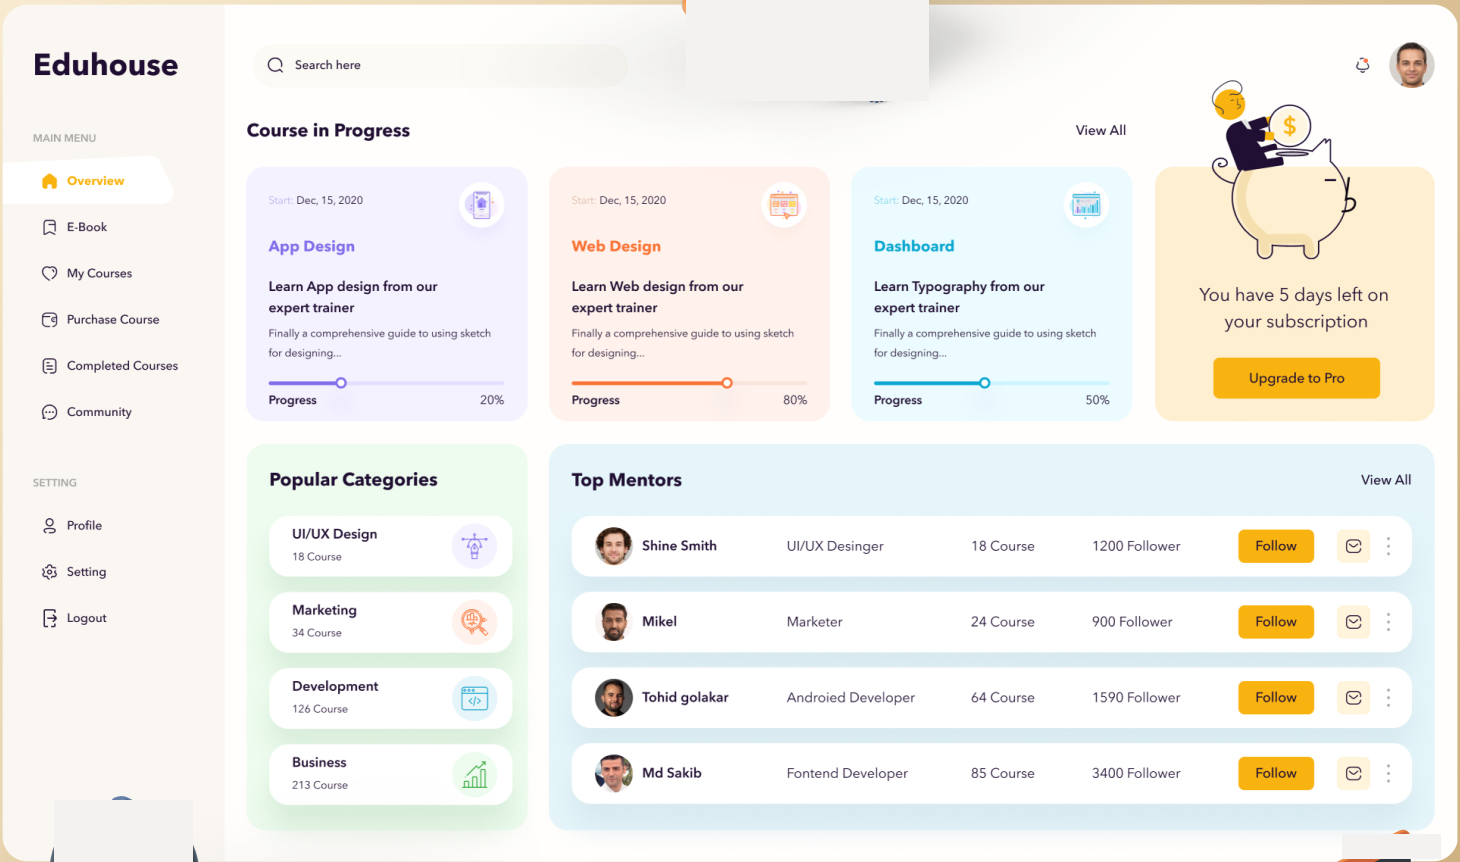 Eduhouse
Search here
MAIN MENU
Overview
E-Book
My Courses
Purchase Course
Completed Courses
Community
SETTING
Profile
Setting
Logout
Course in Progress
View All
Start: Dec, 15, 2020
App Design
Learn App design from our
expert trainer
Finally a comprehensive guide to using sketch
for designing...
Progress
20%
Start: Dec, 15, 2020
Web Design
Learn Web design from our
expert trainer
Finally a comprehensive guide to using sketch
for designing...
Progress
80%
Start: Dec, 15, 2020
Dashboard
Learn Typography from our
expert trainer
Finally a comprehensive guide to using sketch
for designing...
Progress
50%
$
You have 5 days left on
your subscription
Upgrade to Pro
Popular Categories
UI/UX Design
18 Course
Marketing
34 Course
Development
126 Course
Business
213 Course
Top Mentors
View All
Shine Smith UI/UX Desinger 18 Course 1200 Follower Follow
Mikel Marketer 24 Course 900 Follower Follow
Tohid golakar Androied Developer 64 Course 1590 Follower Follow
Md Sakib Fontend Developer 85 Course 3400 Follower Follow